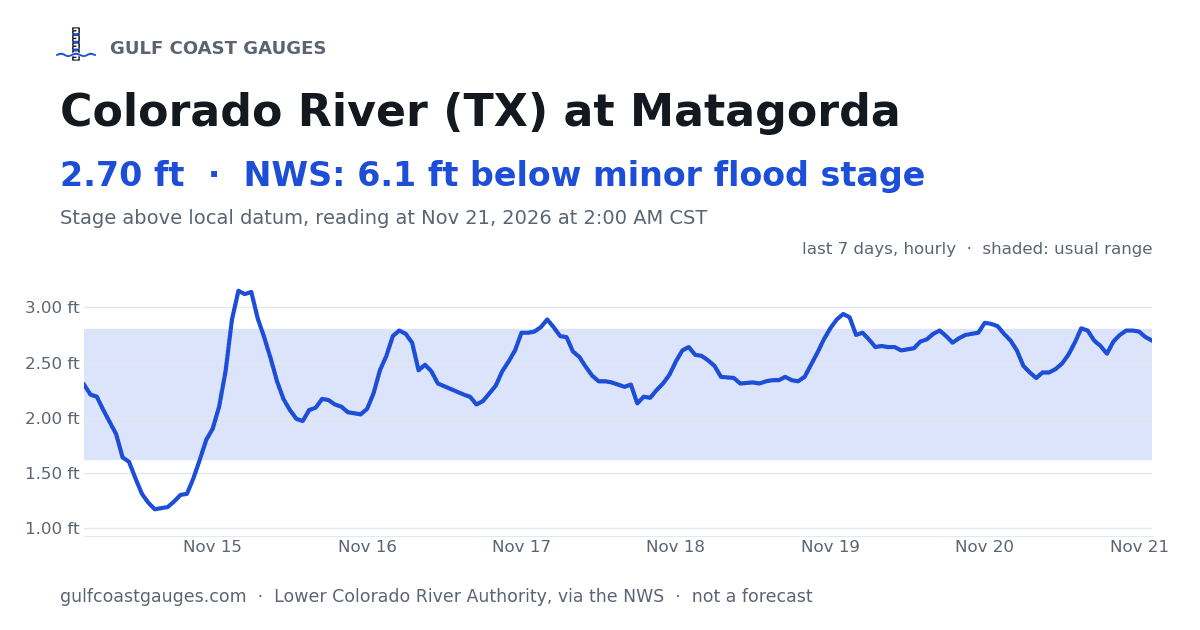 GULF COAST GAUGES
Colorado River (TX) at Matagorda
2.70 ft · NWS: 6.1 ft below minor flood stage
Stage above local datum, reading at Nov 21, 2026 at 2:00 AM CST
last 7 days, hourly · shaded: usual range
3.00 ft
2.50 ft
2.00 ft
1.50 ft
1.00 ft
Nov 15 Nov 16 Nov 17 Nov 18 Nov 19 Nov 20 Nov 21
gulfcoastgauges.com · Lower Colorado River Authority, via the NWS · not a forecast